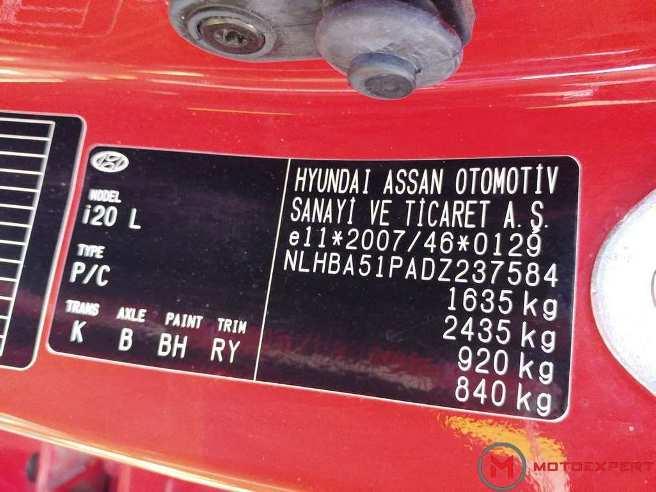 HYUNDAI ASSAN OTOMOTİV
SANAYİ VE TİCARET A.Ş.
e11*2007/46*0129
NLHBA51PADZ237584
1635 kg
2435 kg
920 kg
840 kg
MODEL
i20 L
TYPE
P/C
TRANS AXLE PAINT TRIM
K B BH RY
MOTOEXPERT